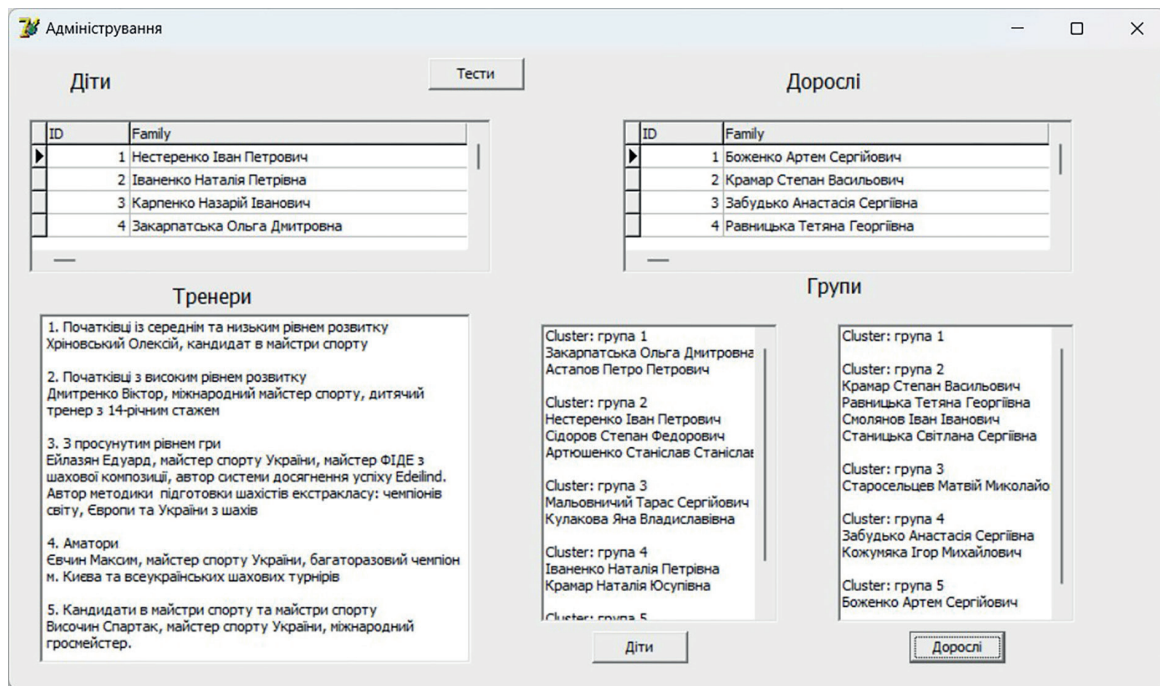 Адміністрування
Діти
Тести
Дорослі
ID Family
1 Нестеренко Іван Петрович
2 Іваненко Наталія Петрівна
3 Карпенко Назарій Іванович
4 Закарпатська Ольга Дмитровна
ID Family
1 Боженко Артем Сергійович
2 Крамар Степан Васильович
3 Забудько Анастасія Сергіївна
4 Равницька Тетяна Георгіївна
Тренери
1. Початківці із середнім та низьким рівнем розвитку
Хріновський Олексій, кандидат в майстри спорту
2. Початківці з високим рівнем розвитку
Дмитренко Віктор, міжнародний майстер спорту, дитячий
тренер з 14-річним стажем
3. З просунутим рівнем гри
Ейлазян Едуард, майстер спорту України, майстер ФІДЕ з
шахової композиції, автор системи досягнення успіху Edeilind.
Автор методики підготовки шахістів екстракласу: чемпіонів
світу, Європи та України з шахів
4. Аматори
Євчин Максим, майстер спорту України, багаторазовий чемпіон
м. Києва та всеукраїнських шахових турнірів
5. Кандидати в майстри спорту та майстри спорту
Височин Спартак, майстер спорту України, міжнародний
гросмейстер.
Групи
Cluster: група 1
Закарпатська Ольга Дмитровна
Астапов Петро Петрович
Cluster: група 2
Нестеренко Іван Петрович
Сідоров Степан Федорович
Артюшенко Станіслав Станіслав
Cluster: група 3
Мальовничий Тарас Сергійович
Кулакова Яна Владиславівна
Cluster: група 4
Іваненко Наталія Петрівна
Крамар Наталія Юсупівна
Cluster: група 5
Діти
Cluster: група 1
Cluster: група 2
Крамар Степан Васильович
Равницька Тетяна Георгіївна
Смолянов Іван Іванович
Станицька Світлана Сергіївна
Cluster: група 3
Старосельцев Матвій Миколайо
Cluster: група 4
Забудько Анастасія Сергіївна
Кожумяка Ігор Михайлович
Cluster: група 5
Боженко Артем Сергійович
Дорослі